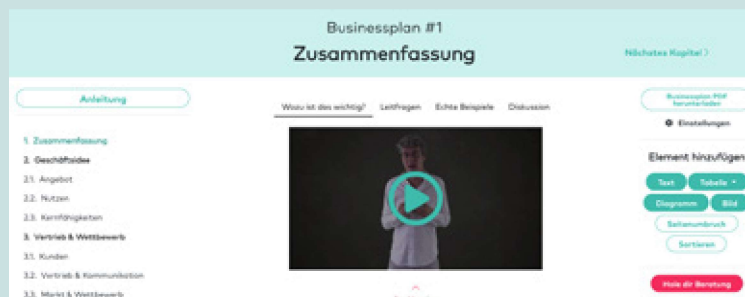 Businessplan #1
Zusammenfassung
Nächstes Kapitel >
Anleitung
1. Zusammenfassung
2. Geschäftsidee
2.1. Angebot
2.2. Nutzen
2.3. Kernfähigkeiten
3. Vertrieb & Wettbewerb
3.1. Kunden
3.2. Vertrieb & Kommunikation
3.3. Markt & Wettbewerb
Wozu ist das wichtig? Leitfragen Echte Beispiele Diskussion
Businessplan PDF
herunterladen
Einstellungen
Element hinzufügen
Text Tabelle
Diagramm Bild
Seitenumbruch
Sortieren
Hole dir Beratung